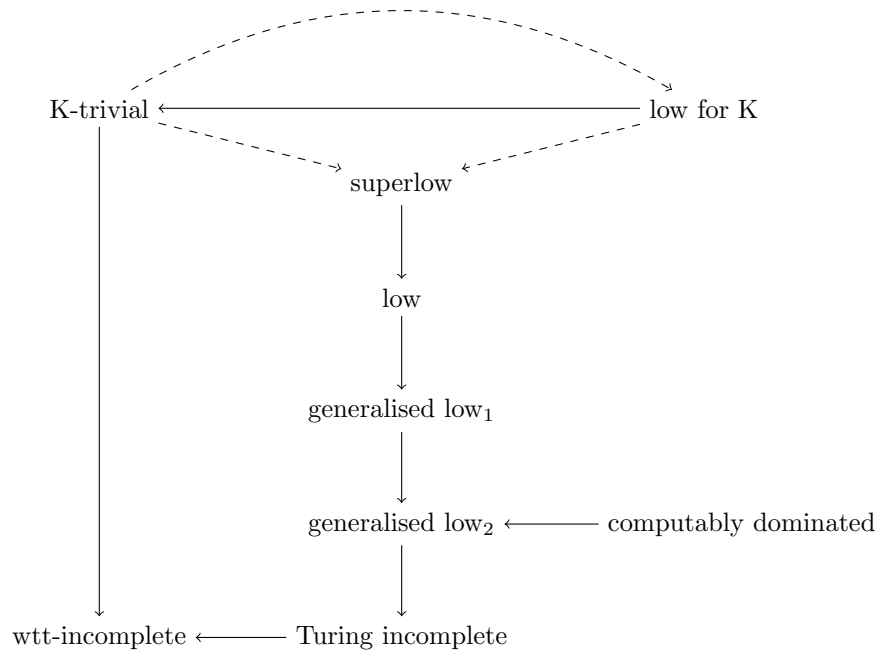 K-trivial
low for K
superlow
low
generalised low₁
generalised low₂
computably dominated
wtt-incomplete
Turing incomplete